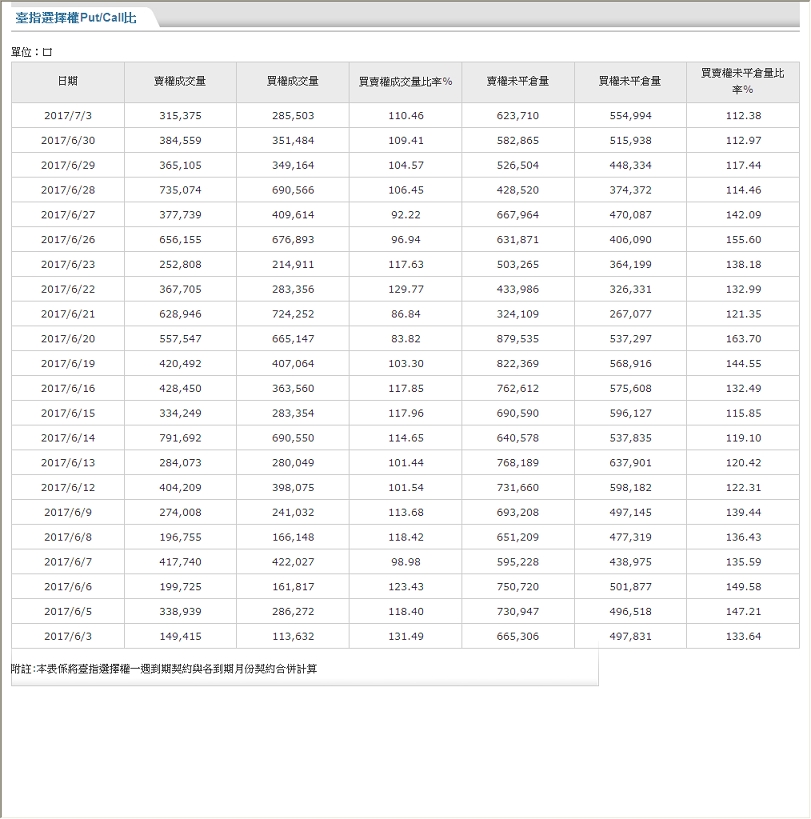 臺指選擇權Put/Call比
單位：口
日期 賣權成交量 買權成交量 買賣權成交量比率% 賣權未平倉量 買權未平倉量 買賣權未平倉量比
率%
2017/7/3 315,375 285,503 110.46 623,710 554,994 112.38
2017/6/30 384,559 351,484 109.41 582,865 515,938 112.97
2017/6/29 365,105 349,164 104.57 526,504 448,334 117.44
2017/6/28 735,074 690,566 106.45 428,520 374,372 114.46
2017/6/27 377,739 409,614 92.22 667,964 470,087 142.09
2017/6/26 656,155 676,893 96.94 631,871 406,090 155.60
2017/6/23 252,808 214,911 117.63 503,265 364,199 138.18
2017/6/22 367,705 283,356 129.77 433,986 326,331 132.99
2017/6/21 628,946 724,252 86.84 324,109 267,077 121.35
2017/6/20 557,547 665,147 83.82 879,535 537,297 163.70
2017/6/19 420,492 407,064 103.30 822,369 568,916 144.55
2017/6/16 428,450 363,560 117.85 762,612 575,608 132.49
2017/6/15 334,249 283,354 117.96 690,590 596,127 115.85
2017/6/14 791,692 690,550 114.65 640,578 537,835 119.10
2017/6/13 284,073 280,049 101.44 768,189 637,901 120.42
2017/6/12 404,209 398,075 101.54 731,660 598,182 122.31
2017/6/9 274,008 241,032 113.68 693,208 497,145 139.44
2017/6/8 196,755 166,148 118.42 651,209 477,319 136.43
2017/6/7 417,740 422,027 98.98 595,228 438,975 135.59
2017/6/6 199,725 161,817 123.43 750,720 501,877 149.58
2017/6/5 338,939 286,272 118.40 730,947 496,518 147.21
2017/6/3 149,415 113,632 131.49 665,306 497,831 133.64
附註:本表係將臺指選擇權一週到期契約與各到期月份契約合併計算